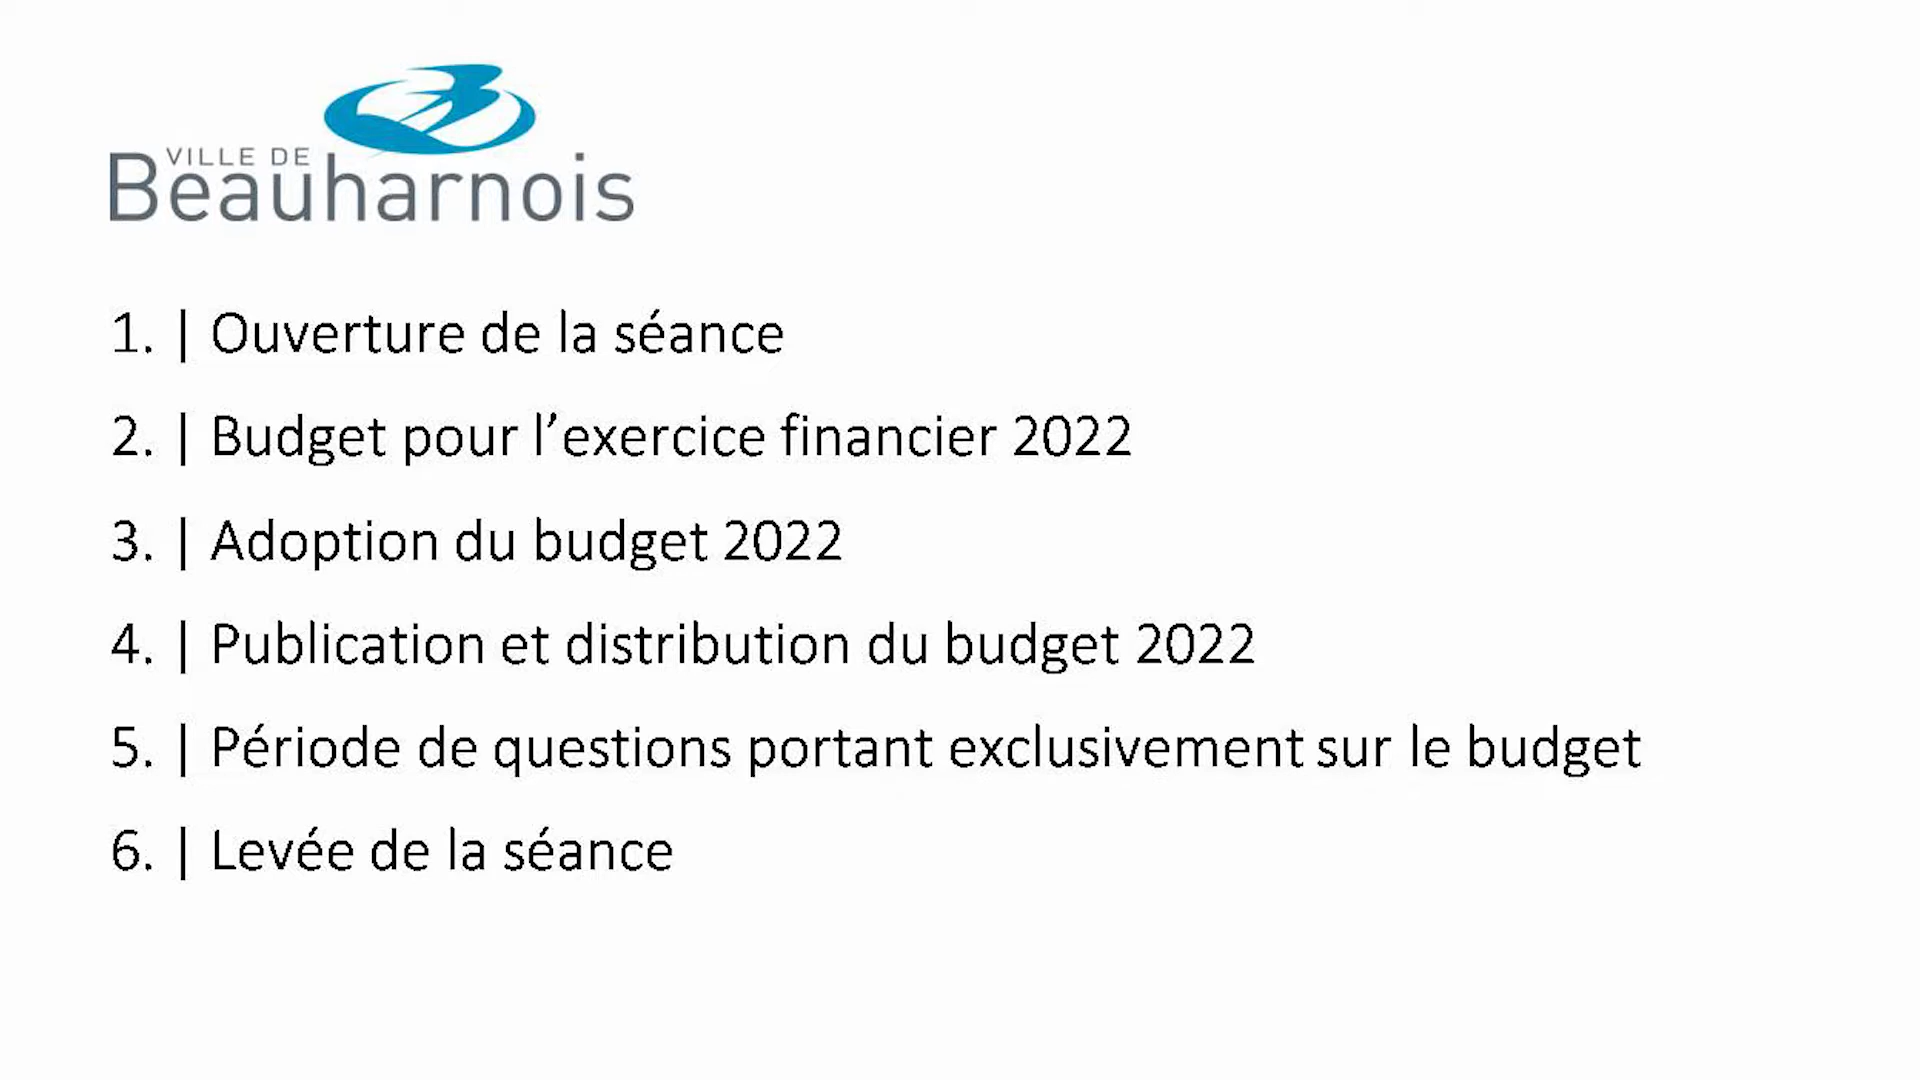 VILLE DE
Beauharnois
1. | Ouverture de la séance
2. | Budget pour l’exercice financier 2022
3. | Adoption du budget 2022
4. | Publication et distribution du budget 2022
5. | Période de questions portant exclusivement sur le budget
6. | Levée de la séance